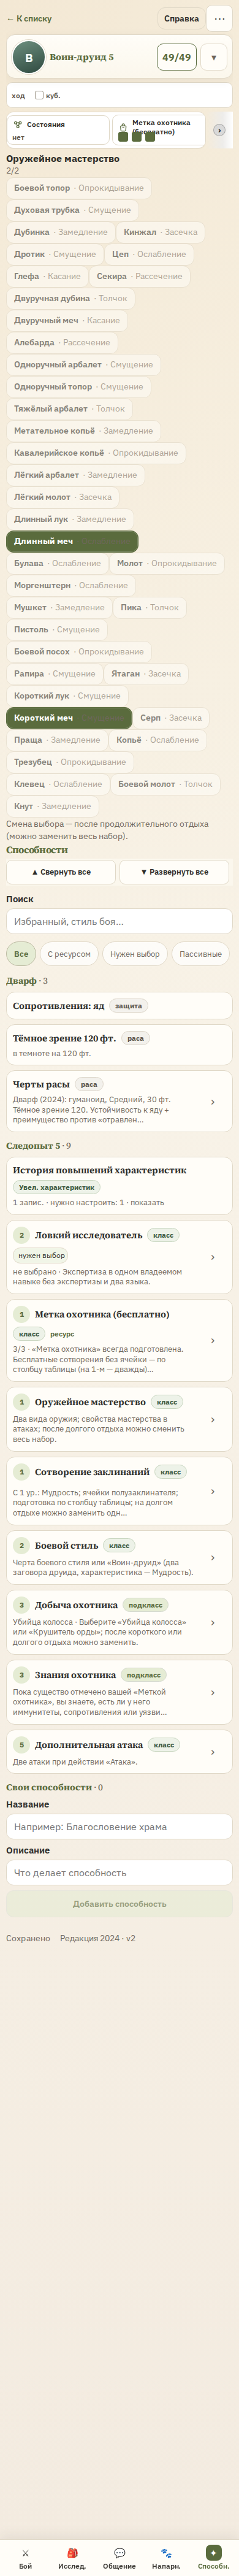 ← К списку
Справка
⋯
В
Воин-друид 5
49/49
▾
ход
куб.
Состояния
нет
Метка охотника
(бесплатно)
›
Оружейное мастерство
2/2
Боевой топор · Опрокидывание
Духовая трубка · Смущение
Дубинка · Замедление
Кинжал · Засечка
Дротик · Смущение
Цеп · Ослабление
Глефа · Касание
Секира · Рассечение
Двуручная дубина · Толчок
Двуручный меч · Касание
Алебарда · Рассечение
Одноручный арбалет · Смущение
Одноручный топор · Смущение
Тяжёлый арбалет · Толчок
Метательное копьё · Замедление
Кавалерийское копьё · Опрокидывание
Лёгкий арбалет · Замедление
Лёгкий молот · Засечка
Длинный лук · Замедление
Длинный меч
Булава · Ослабление
Молот · Опрокидывание
Моргенштерн · Ослабление
Мушкет · Замедление
Пика · Толчок
Пистоль · Смущение
Боевой посох · Опрокидывание
Рапира · Смущение
Ятаган · Засечка
Короткий лук · Смущение
Короткий меч
Серп · Засечка
Праща · Замедление
Копьё · Ослабление
Трезубец · Опрокидывание
Клевец · Ослабление
Боевой молот · Толчок
Кнут · Замедление
Смена выбора — после продолжительного отдыха
(можно заменить весь набор).
Способности
▲ Свернуть все
▼ Развернуть все
Поиск
Избранный, стиль боя…
Все
С ресурсом
Нужен выбор
Пассивные
Дварф · 3
Сопротивления: яд
защита
Тёмное зрение 120 фт.
раса
в темноте на 120 фт.
Черты расы
раса
Дварф (2024): гуманоид, Средний, 30 фт.
Тёмное зрение 120. Устойчивость к яду +
преимущество против «отравлен…
›
Следопыт 5 · 9
История повышений характеристик
Увел. характеристик
1 запис. · нужно настроить: 1 · показать
2
Ловкий исследователь
класс
нужен выбор
не выбрано · Экспертиза в одном владеемом
навыке без экспертизы и два языка.
›
1
Метка охотника (бесплатно)
класс
ресурс
3/3 · «Метка охотника» всегда подготовлена.
Бесплатные сотворения без ячейки — по
столбцу таблицы (на 1-м — дважды)…
›
1
Оружейное мастерство
класс
Два вида оружия; свойства мастерства в
атаках; после долгого отдыха можно сменить
весь набор.
›
1
Сотворение заклинаний
класс
С 1 ур.: Мудрость; ячейки полузаклинателя;
подготовка по столбцу таблицы; на долгом
отдыхе можно заменить одн…
›
2
Боевой стиль
класс
Черта боевого стиля или «Воин-друид» (два
заговора друида, характеристика — Мудрость).
›
3
Добыча охотника
подкласс
Убийца колосса · Выберите «Убийца колосса»
или «Крушитель орды»; после короткого или
долгого отдыха можно заменить.
›
3
Знания охотника
подкласс
Пока существо отмечено вашей «Меткой
охотника», вы знаете, есть ли у него
иммунитеты, сопротивления или уязви…
›
5
Дополнительная атака
класс
Две атаки при действии «Атака».
›
Свои способности · 0
Название
Например: Благословение храма
Описание
Что делает способность
Добавить способность
Сохранено
Редакция 2024 · v2
Бой
Исслед.
Общение
Напарн.
Способн.